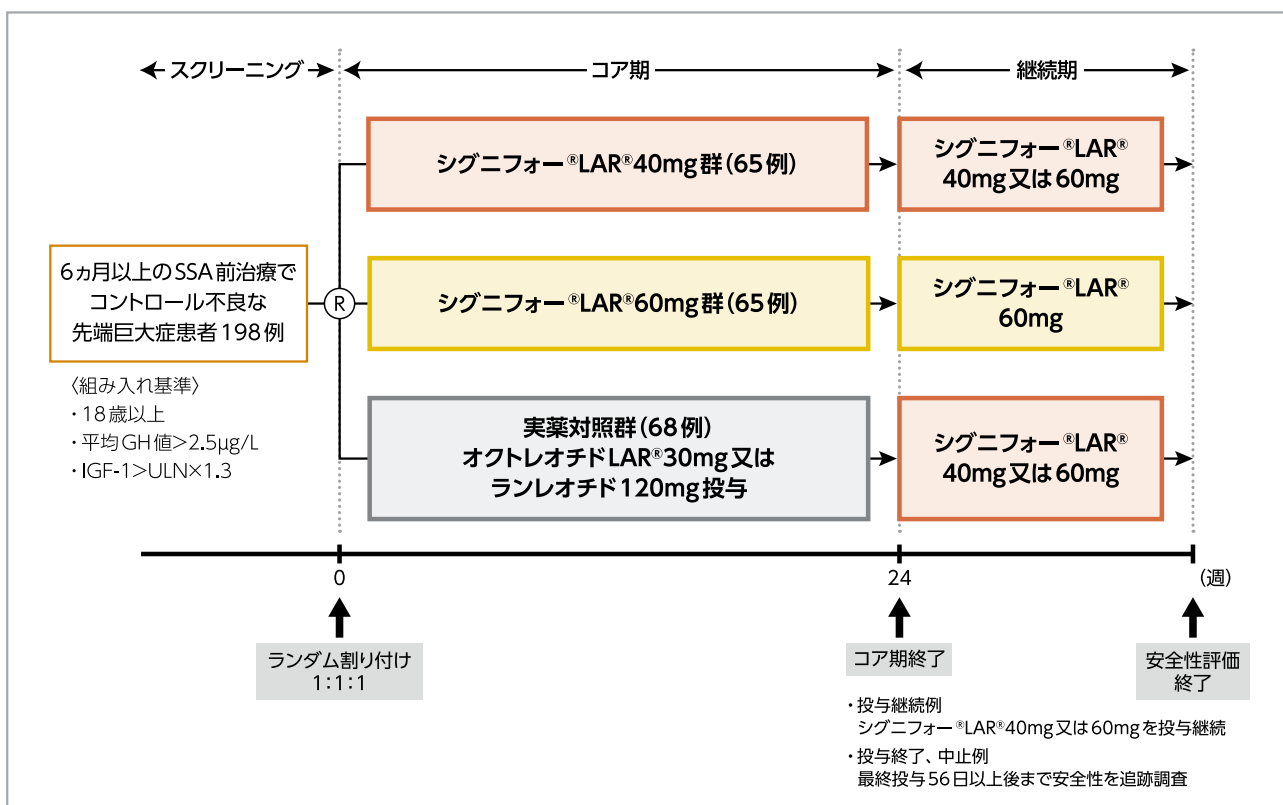 スクリーニング
コア期
継続期
シグニフォー®LAR®40mg群(65例)
シグニフォー®LAR®
40mg又は60mg
6ヵ月以上のSSA前治療で
コントロール不良な
先端巨大症患者198例
R
シグニフォー®LAR®60mg群(65例)
シグニフォー®LAR®
60mg
〈組み入れ基準〉
・18歳以上
・平均GH値>2.5μg/L
・IGF-1>ULN×1.3
実薬対照群(68例)
オクトレオチドLAR®30mg又は
ランレオチド120mg投与
シグニフォー®LAR®
40mg又は60mg
0
24
(週)
ランダム割り付け
1:1:1
コア期終了
安全性評価
終了
・投与継続例
シグニフォー®LAR®40mg又は60mgを投与継続
・投与終了、中止例
最終投与56日以上後まで安全性を追跡調査